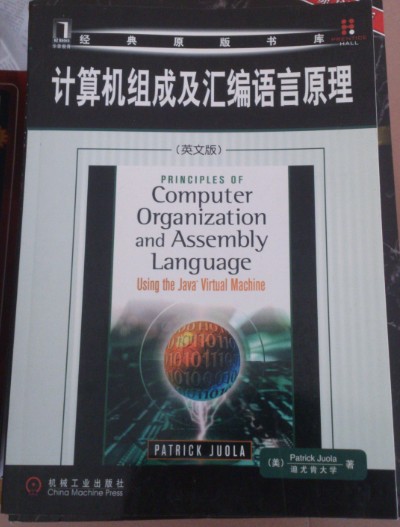 经典原版书库
PRENTICE
HALL
计算机组成及汇编语言原理
（英文版）
PRINCIPLES OF
Computer
Organization
and Assembly
Language
Using the Java Virtual Machine
PATRICK JUOLA
（美） Patrick Juola 著
迪尤肯大学
机械工业出版社
China Machine Press